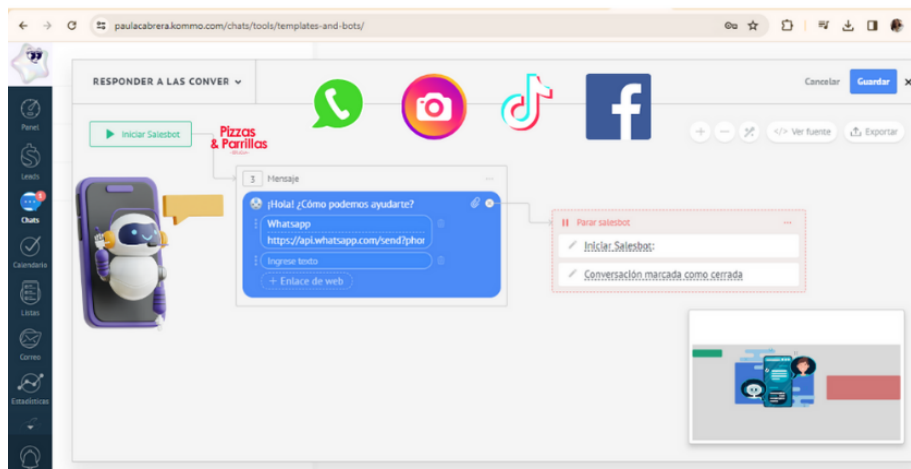 paulacabrera.kommo.com/chats/tools/templates-and-bots/
RESPONDER A LAS CONVER
Cancelar
Guardar
Iniciar Salesbot
Pizzas
& Parrillas
</> Ver fuente
Exportar
Panel
Leads
Chats
Calendario
Listas
Correo
Estadísticas
3 Mensaje
¡Hola! ¿Cómo podemos ayudarte?
Whatsapp
https://api.whatsapp.com/send?phor
Ingrese texto
+ Enlace de web
Parar salesbot
Iniciar Salesbot:
Conversación marcada como cerrada